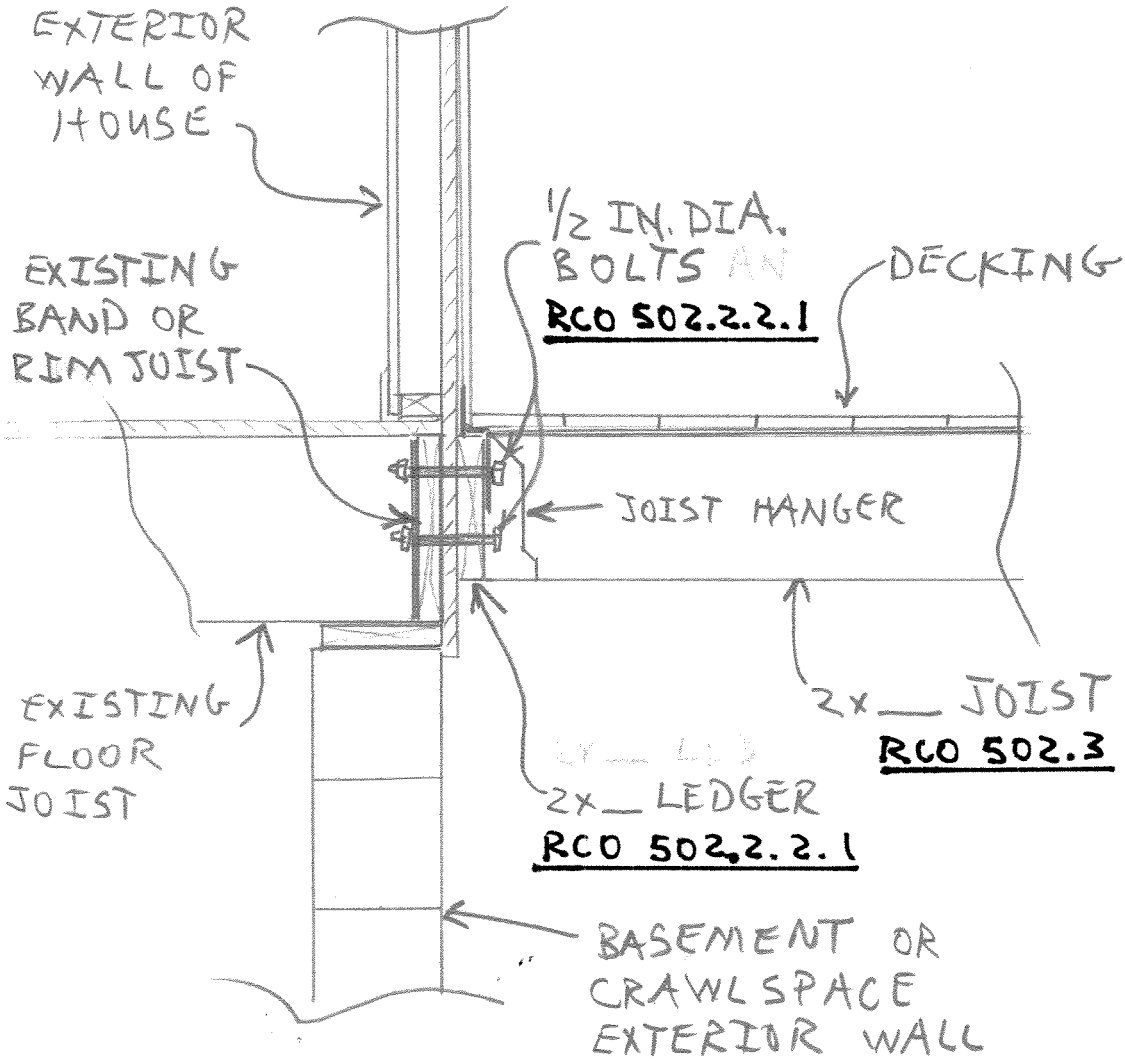 EXTERIOR
WALL OF
HOUSE
1/2 IN. DIA.
BOLTS AN
RCO 502.2.2.1
DECKING
EXISTING
BAND OR
RIM JOIST
JOIST HANGER
EXISTING
FLOOR
JOIST
2x__ JOIST
RCO 502.3
2x__ LEDGER
RCO 502.2.2.1
BASEMENT OR
CRAWLSPACE
EXTERIOR WALL